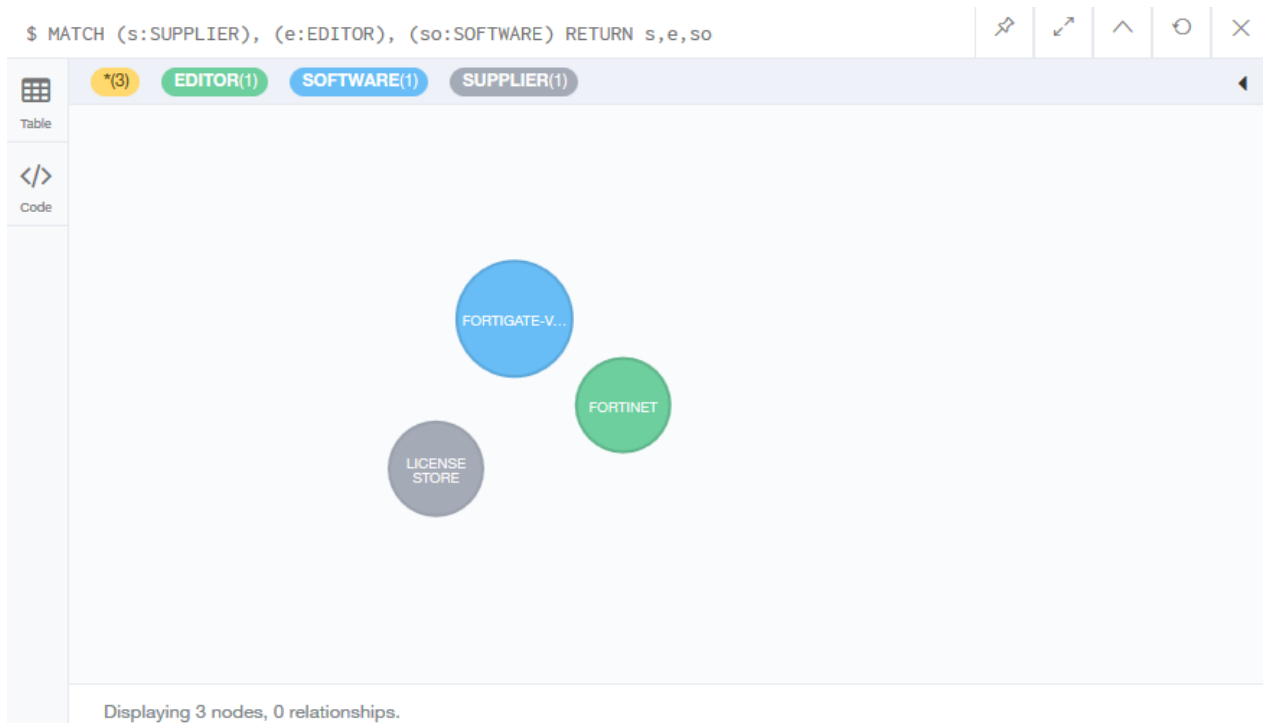 $ MATCH (s:SUPPLIER), (e:EDITOR), (so:SOFTWARE) RETURN s,e,so
*(3) EDITOR(1) SOFTWARE(1) SUPPLIER(1)
Table
</>
Code
FORTIGATE-V...
FORTINET
LICENSE
STORE
Displaying 3 nodes, 0 relationships.